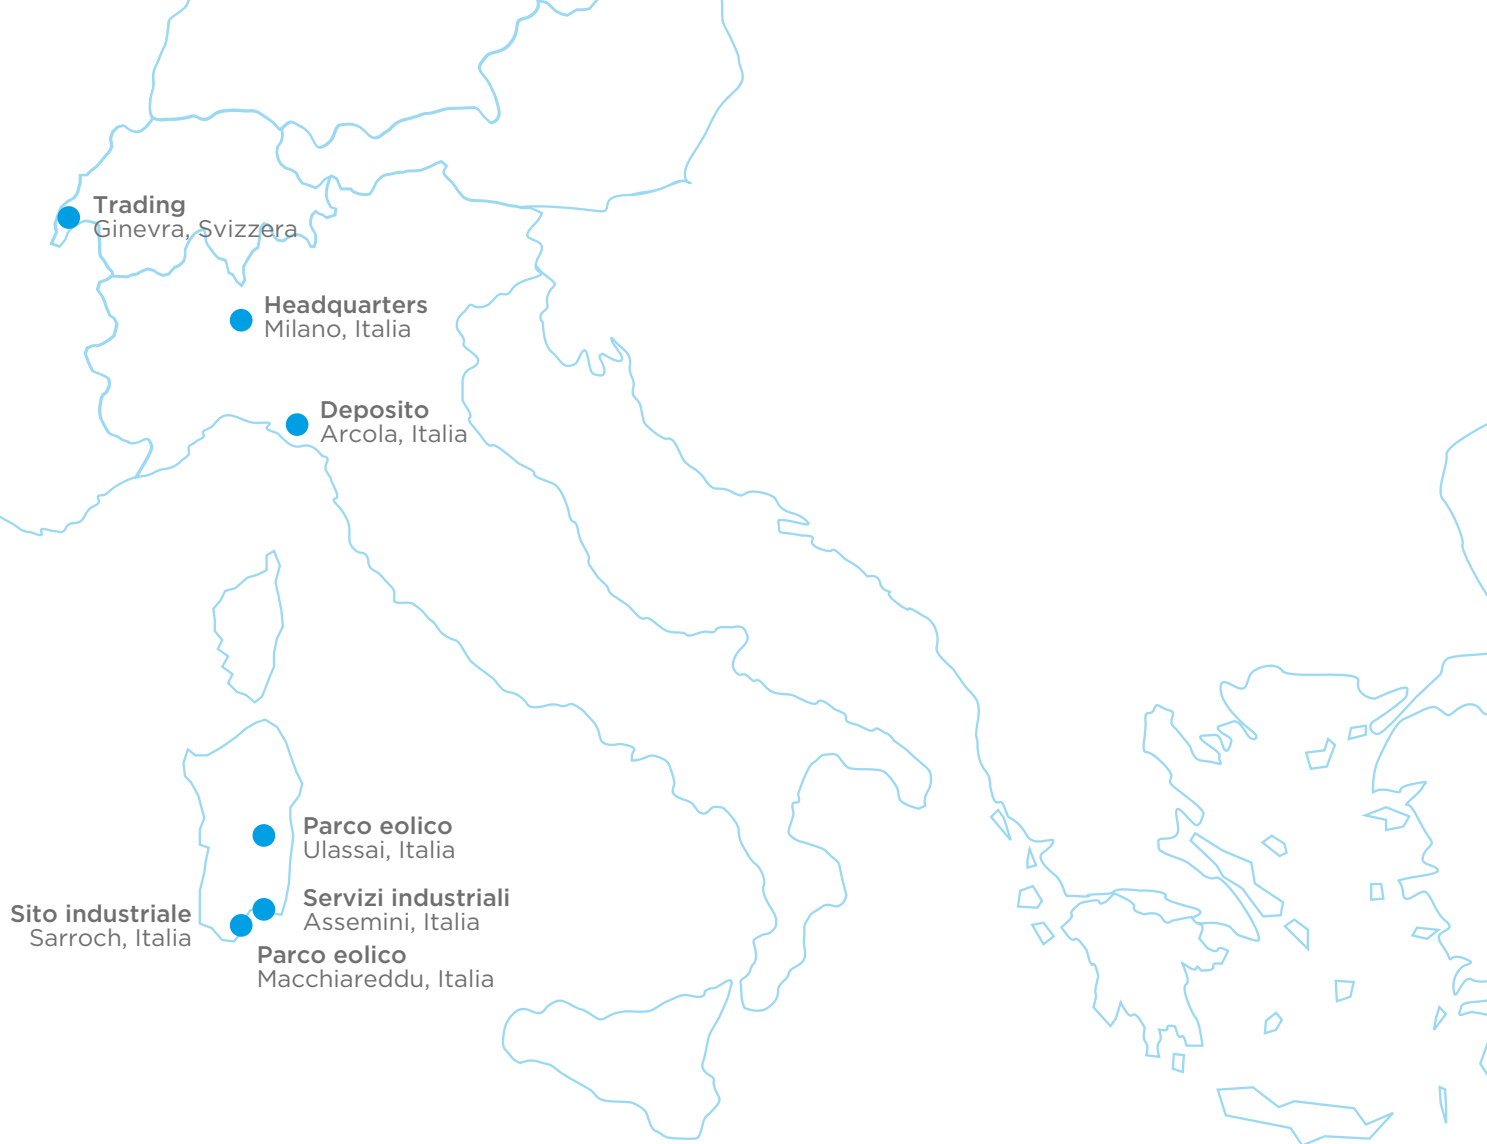 Trading
Ginevra, Svizzera
Headquarters
Milano, Italia
Deposito
Arcola, Italia
Parco eolico
Ulassai, Italia
Servizi industriali
Assemini, Italia
Sito industriale
Sarroch, Italia
Parco eolico
Macchiareddu, Italia